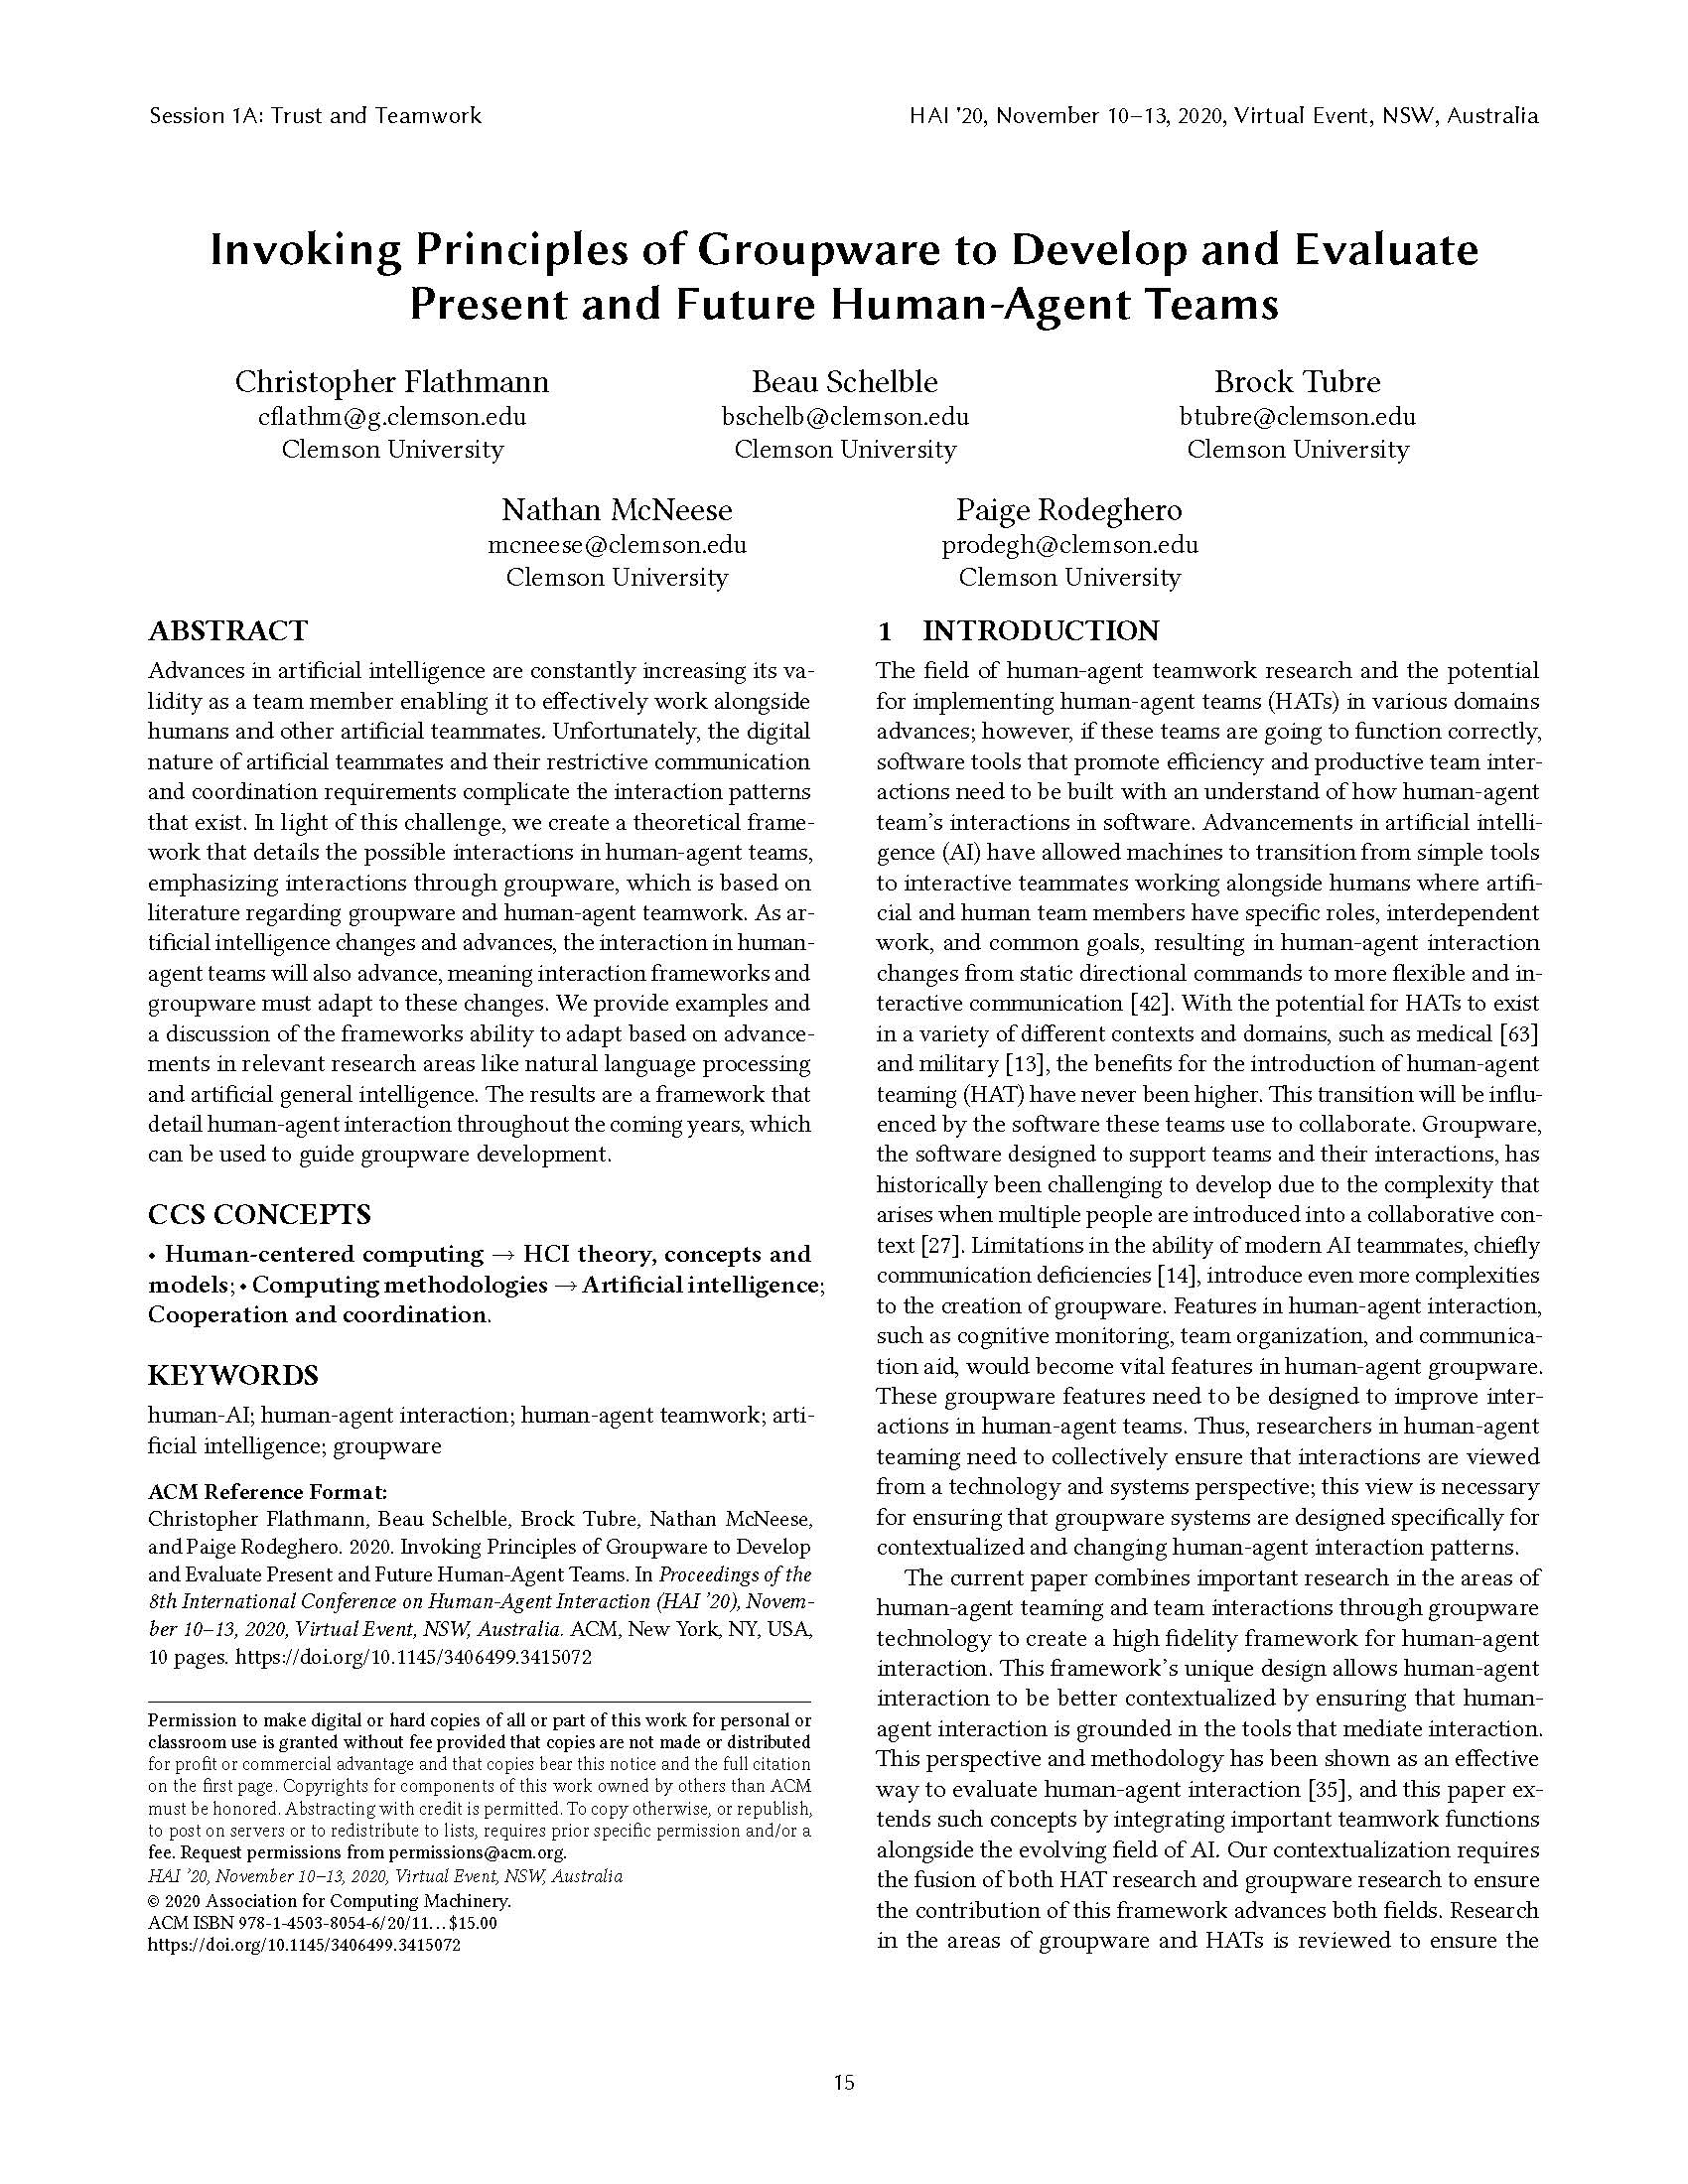 Session 1A: Trust and Teamwork
HAI '20, November 10–13, 2020, Virtual Event, NSW, Australia
Invoking Principles of Groupware to Develop and Evaluate
Present and Future Human-Agent Teams
Christopher Flathmann
cflathm@g.clemson.edu
Clemson University
Beau Schelble
bschelb@clemson.edu
Clemson University
Brock Tubre
btubre@clemson.edu
Clemson University
Nathan McNeese
mcneese@clemson.edu
Clemson University
Paige Rodeghero
prodegh@clemson.edu
Clemson University
ABSTRACT
Advances in artificial intelligence are constantly increasing its va-
lidity as a team member enabling it to effectively work alongside
humans and other artificial teammates. Unfortunately, the digital
nature of artificial teammates and their restrictive communication
and coordination requirements complicate the interaction patterns
that exist. In light of this challenge, we create a theoretical frame-
work that details the possible interactions in human-agent teams,
emphasizing interactions through groupware, which is based on
literature regarding groupware and human-agent teamwork. As ar-
tificial intelligence changes and advances, the interaction in human-
agent teams will also advance, meaning interaction frameworks and
groupware must adapt to these changes. We provide examples and
a discussion of the frameworks ability to adapt based on advance-
ments in relevant research areas like natural language processing
and artificial general intelligence. The results are a framework that
detail human-agent interaction throughout the coming years, which
can be used to guide groupware development.
CCS CONCEPTS
• Human-centered computing → HCI theory, concepts and
models; • Computing methodologies → Artificial intelligence;
Cooperation and coordination.
KEYWORDS
human-AI; human-agent interaction; human-agent teamwork; arti-
ficial intelligence; groupware
ACM Reference Format:
Christopher Flathmann, Beau Schelble, Brock Tubre, Nathan McNeese,
and Paige Rodeghero. 2020. Invoking Principles of Groupware to Develop
and Evaluate Present and Future Human-Agent Teams. In Proceedings of the
8th International Conference on Human-Agent Interaction (HAI '20), Novem-
ber 10–13, 2020, Virtual Event, NSW, Australia. ACM, New York, NY, USA,
10 pages. https://doi.org/10.1145/3406499.3415072
Permission to make digital or hard copies of all or part of this work for personal or
classroom use is granted without fee provided that copies are not made or distributed
for profit or commercial advantage and that copies bear this notice and the full citation
on the first page. Copyrights for components of this work owned by others than ACM
must be honored. Abstracting with credit is permitted. To copy otherwise, or republish,
to post on servers or to redistribute to lists, requires prior specific permission and/or a
fee. Request permissions from permissions@acm.org.
HAI '20, November 10–13, 2020, Virtual Event, NSW, Australia
© 2020 Association for Computing Machinery.
ACM ISBN 978-1-4503-8054-6/20/11...$15.00
https://doi.org/10.1145/3406499.3415072
1 INTRODUCTION
The field of human-agent teamwork research and the potential
for implementing human-agent teams (HATs) in various domains
advances; however, if these teams are going to function correctly,
software tools that promote efficiency and productive team inter-
actions need to be built with an understand of how human-agent
team's interactions in software. Advancements in artificial intelli-
gence (AI) have allowed machines to transition from simple tools
to interactive teammates working alongside humans where artifi-
cial and human team members have specific roles, interdependent
work, and common goals, resulting in human-agent interaction
changes from static directional commands to more flexible and in-
teractive communication [42]. With the potential for HATs to exist
in a variety of different contexts and domains, such as medical [63]
and military [13], the benefits for the introduction of human-agent
teaming (HAT) have never been higher. This transition will be influ-
enced by the software these teams use to collaborate. Groupware,
the software designed to support teams and their interactions, has
historically been challenging to develop due to the complexity that
arises when multiple people are introduced into a collaborative con-
text [27]. Limitations in the ability of modern AI teammates, chiefly
communication deficiencies [14], introduce even more complexities
to the creation of groupware. Features in human-agent interaction,
such as cognitive monitoring, team organization, and communica-
tion aid, would become vital features in human-agent groupware.
These groupware features need to be designed to improve inter-
actions in human-agent teams. Thus, researchers in human-agent
teaming need to collectively ensure that interactions are viewed
from a technology and systems perspective; this view is necessary
for ensuring that groupware systems are designed specifically for
contextualized and changing human-agent interaction patterns.
The current paper combines important research in the areas of
human-agent teaming and team interactions through groupware
technology to create a high fidelity framework for human-agent
interaction. This framework's unique design allows human-agent
interaction to be better contextualized by ensuring that human-
agent interaction is grounded in the tools that mediate interaction.
This perspective and methodology has been shown as an effective
way to evaluate human-agent interaction [35], and this paper ex-
tends such concepts by integrating important teamwork functions
alongside the evolving field of AI. Our contextualization requires
the fusion of both HAT research and groupware research to ensure
the contribution of this framework advances both fields. Research
in the areas of groupware and HATs is reviewed to ensure the
15